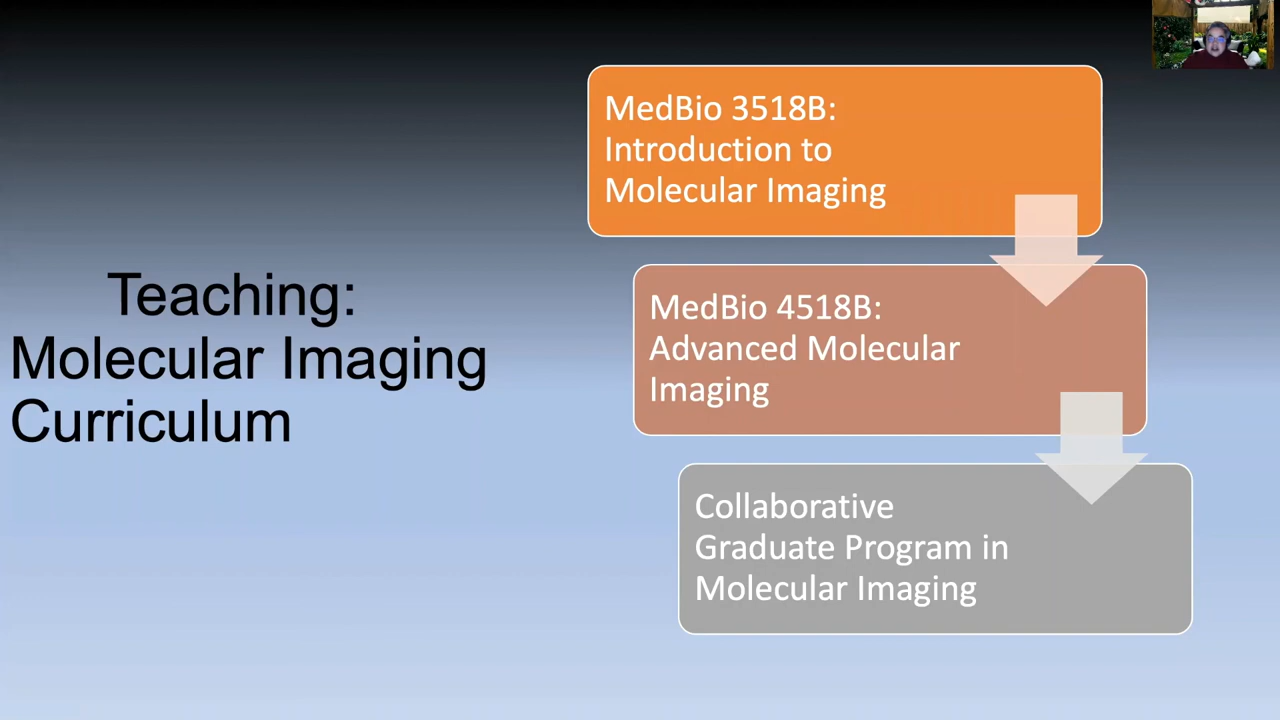 Teaching:
Molecular Imaging
Curriculum
MedBio 3518B:
Introduction to
Molecular Imaging
MedBio 4518B:
Advanced Molecular
Imaging
Collaborative
Graduate Program in
Molecular Imaging